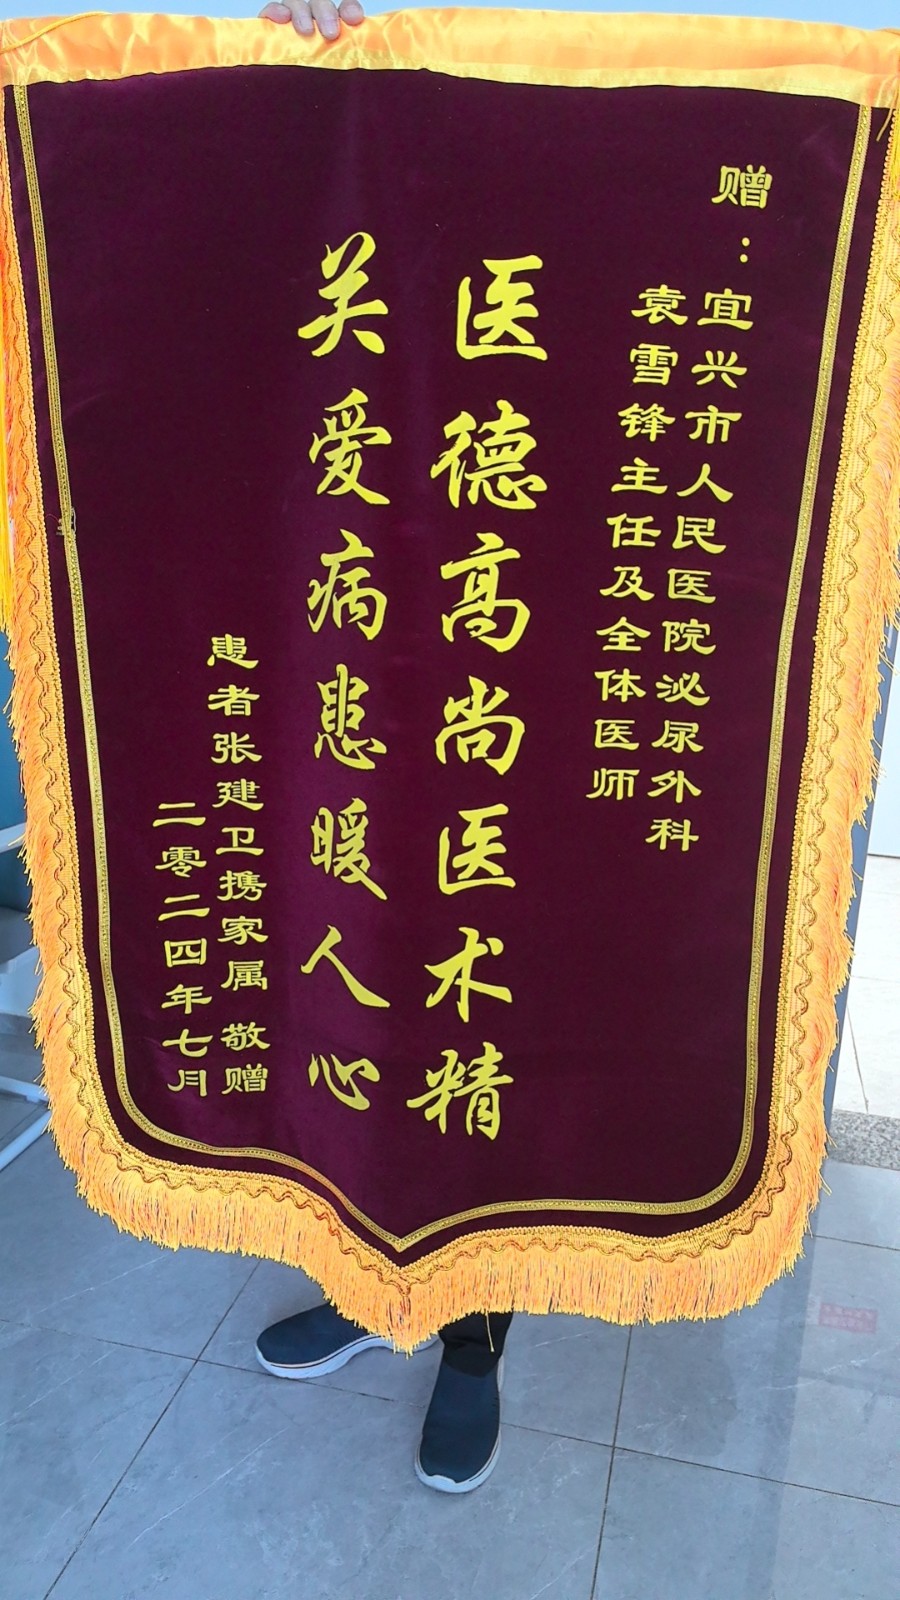 赠：宜兴市人民医院泌尿外科
袁雪锋主任及全体医师
医德高尚医术精
关爱病患暖人心
患者张建卫携家属 敬赠
二零二四年七月